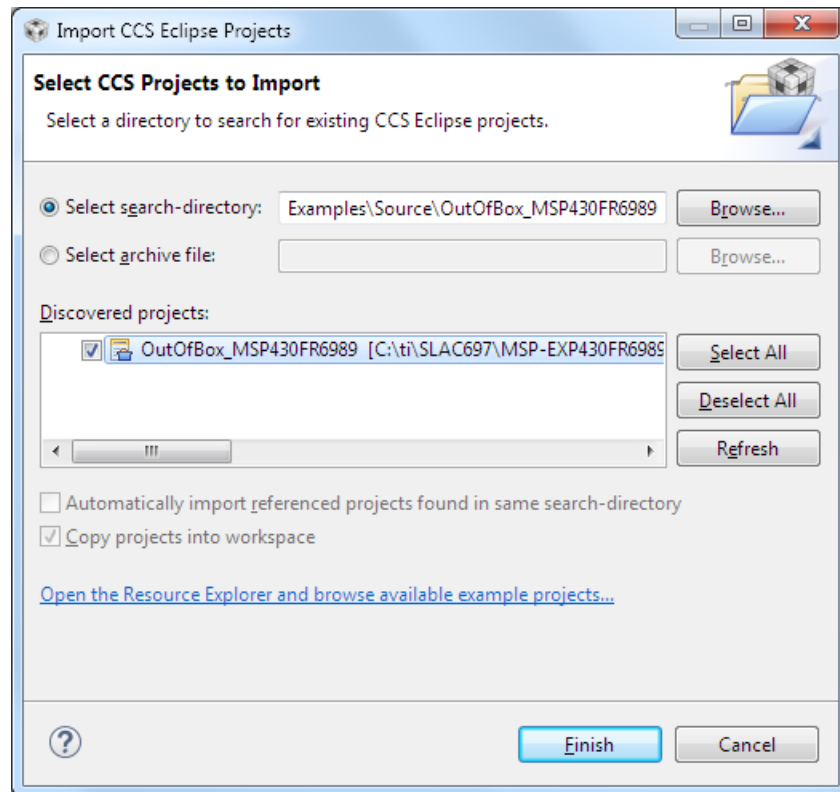 Import CCS Eclipse Projects
Select CCS Projects to Import
Select a directory to search for existing CCS Eclipse projects.
Select search-directory: Examples\Source\OutOfBox_MSP430FR6989 Browse...
Select archive file: Browse...
Discovered projects:
OutOfBox_MSP430FR6989 [C:\ti\SLAC697\MSP-EXP430FR6989 Select All
Deselect All
Refresh
Automatically import referenced projects found in same search-directory
Copy projects into workspace
Open the Resource Explorer and browse available example projects...
? Finish Cancel